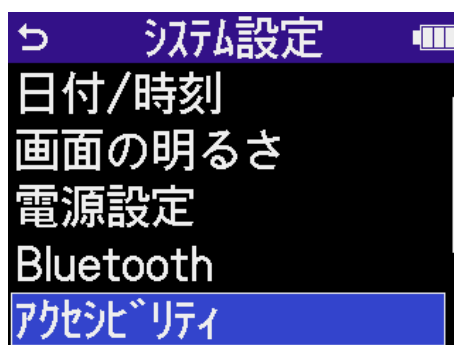 システム設定
日付/時刻
画面の明るさ
電源設定
Bluetooth
アクセシビリティ